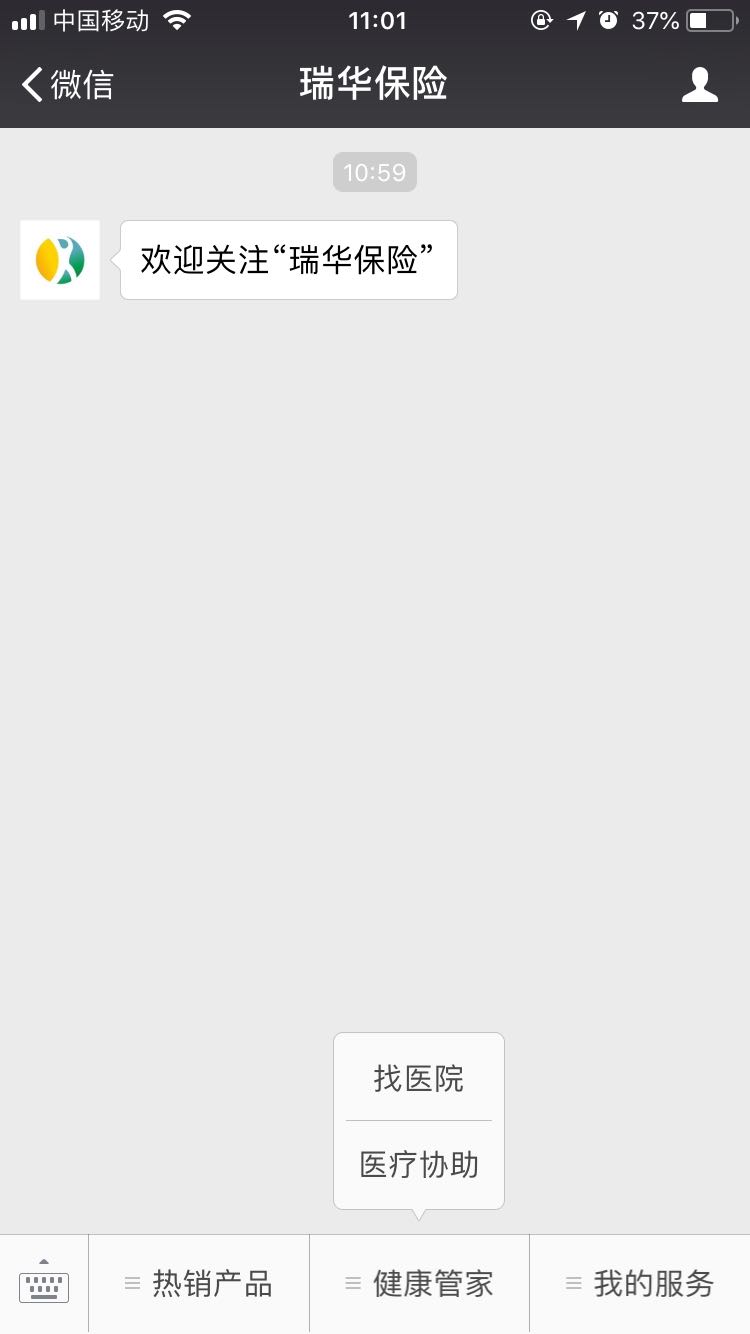 中国移动
11:01
37%
微信
瑞华保险
10:59
欢迎关注“瑞华保险”
找医院
医疗协助
热销产品
健康管家
我的服务